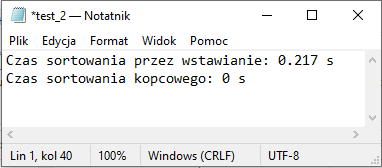 *test_2 — Notatnik
Plik Edycja Format Widok Pomoc
Czas sortowania przez wstawianie: 0.217 s
Czas sortowania kopcowego: 0 s
Lin 1, kol 40 100% Windows (CRLF) UTF-8